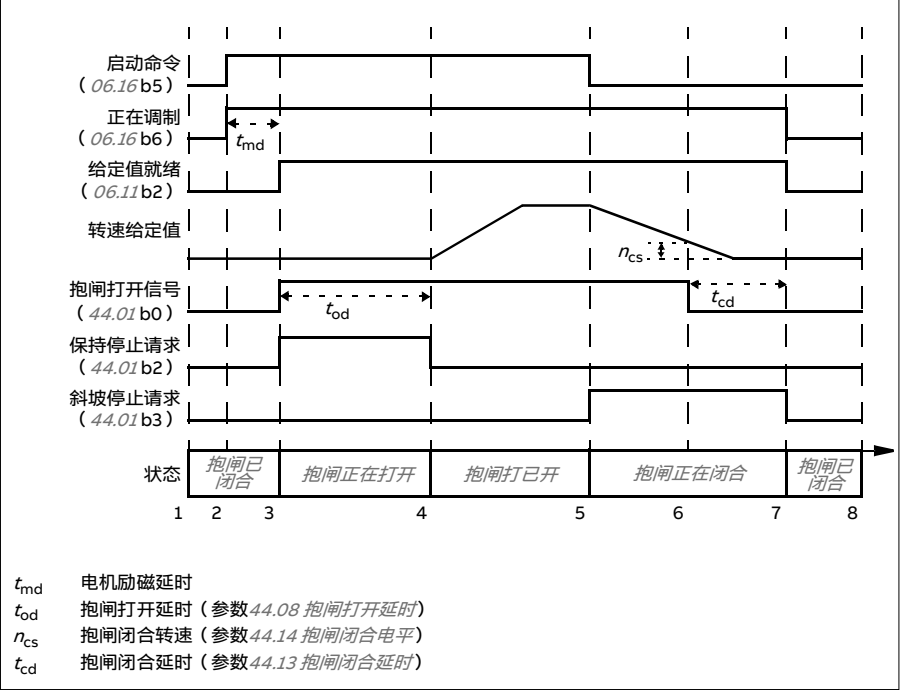 启动命令
( 06.16 b5)
正在调制
( 06.16 b6)
tmd
给定值就绪
( 06.11 b2)
转速给定值
ncs
抱闸打开信号
( 44.01 b0)
tod
tcd
保持停止请求
( 44.01 b2)
斜坡停止请求
( 44.01 b3)
状态
抱闸已
闭合
抱闸正在打开
抱闸打已开
抱闸正在闭合
抱闸已
闭合
1 2 3 4 5 6 7 8
tmd 电机励磁延时
tod 抱闸打开延时(参数44.08 抱闸打开延时)
ncs 抱闸闭合转速(参数44.14 抱闸闭合电平)
tcd 抱闸闭合延时(参数44.13 抱闸闭合延时)